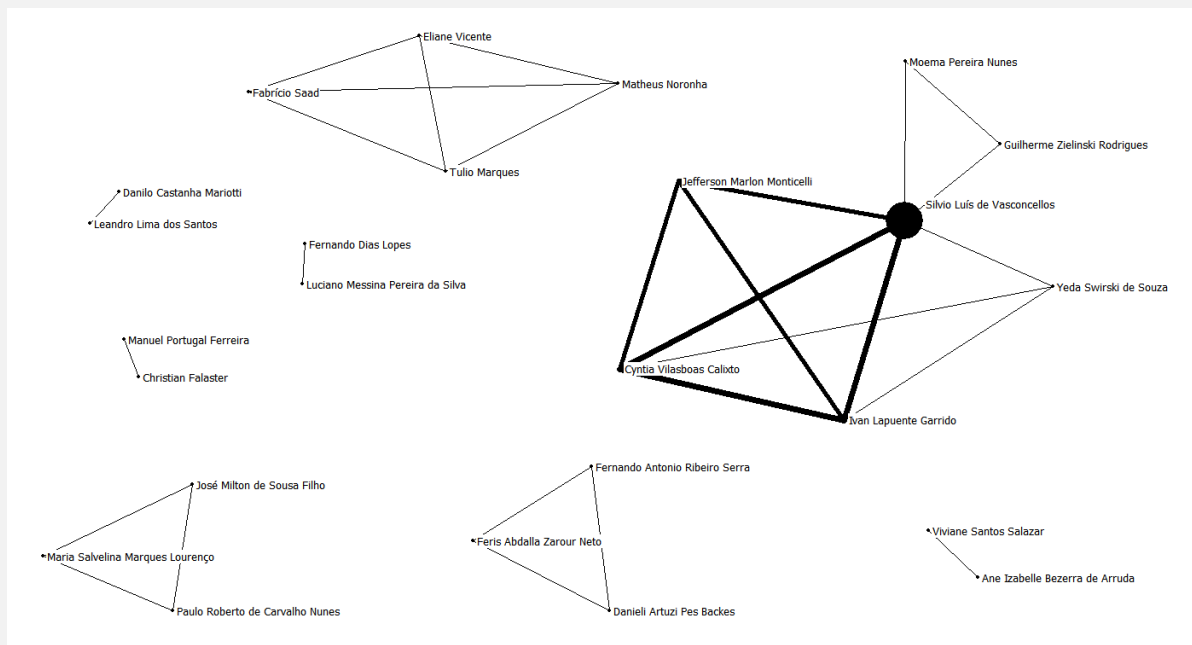 Eliane Vicente
Moema Pereira Nunes
Matheus Noronha
Fabrício Saad
Guilherme Zielinski Rodrigues
Tulio Marques
Jefferson Marlon Monticelli
Danilo Castanha Mariotti
Silvio Luís de Vasconcellos
Leandro Lima dos Santos
Fernando Dias Lopes
Luciano Messina Pereira da Silva
Yeda Swirski de Souza
Manuel Portugal Ferreira
Cyntia Vilasboas Calixto
Christian Falaster
Ivan Lapuente Garrido
Fernando Antonio Ribeiro Serra
José Milton de Sousa Filho
Viviane Santos Salazar
Feris Abdalla Zarour Neto
Maria Salvelina Marques Lourenço
Ane Izabelle Bezerra de Arruda
Paulo Roberto de Carvalho Nunes
Danieli Artuzi Pes Backes